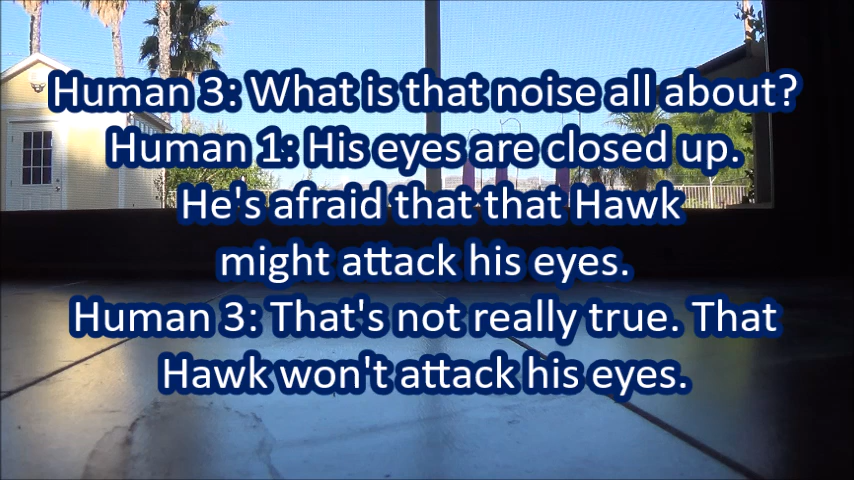 Human 3: What is that noise all about?
Human 1: His eyes are closed up.
He's afraid that that Hawk
might attack his eyes.
Human 3: That's not really true. That
Hawk won't attack his eyes.